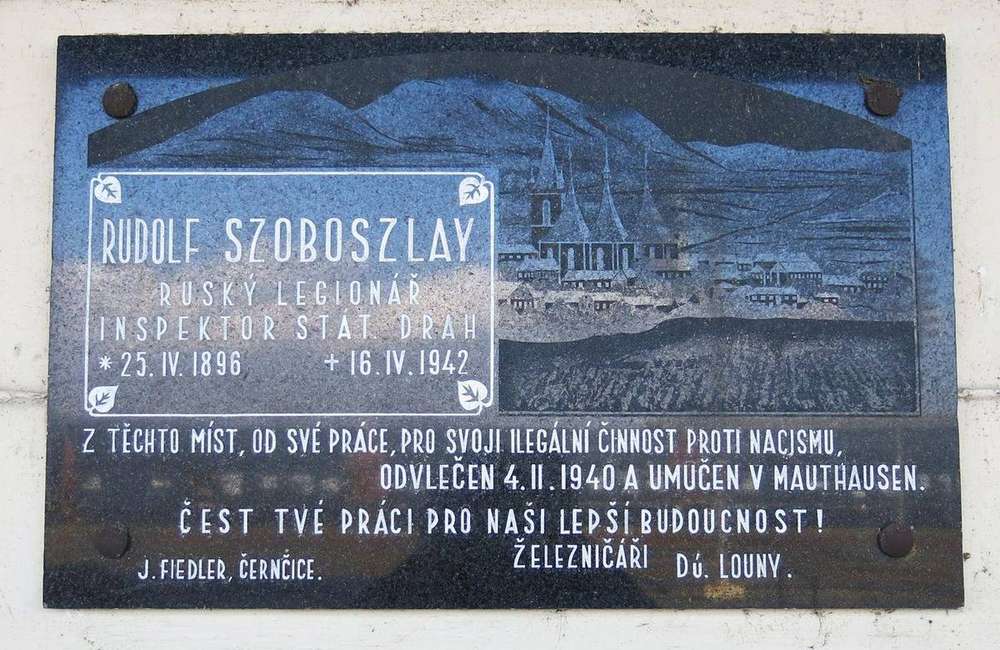 RUDOLF SZOBOSZLAY
RUSKÝ LEGIONÁŘ
INSPEKTOR STÁT. DRAH
* 25. IV. 1896 + 16. IV. 1942
Z TĚCHTO MÍST, OD SVÉ PRÁCE, PRO SVOJI ILEGÁLNÍ ČINNOST PROTI NACISMU,
ODVLEČEN 4. II. 1940 A UMUČEN V MAUTHAUSEN.
ČEST TVÉ PRÁCI PRO NAŠI LEPŠÍ BUDOUCNOST!
ŽELEZNIČÁŘI DÚ. LOUNY.
J. FIEDLER, ČERNČICE.